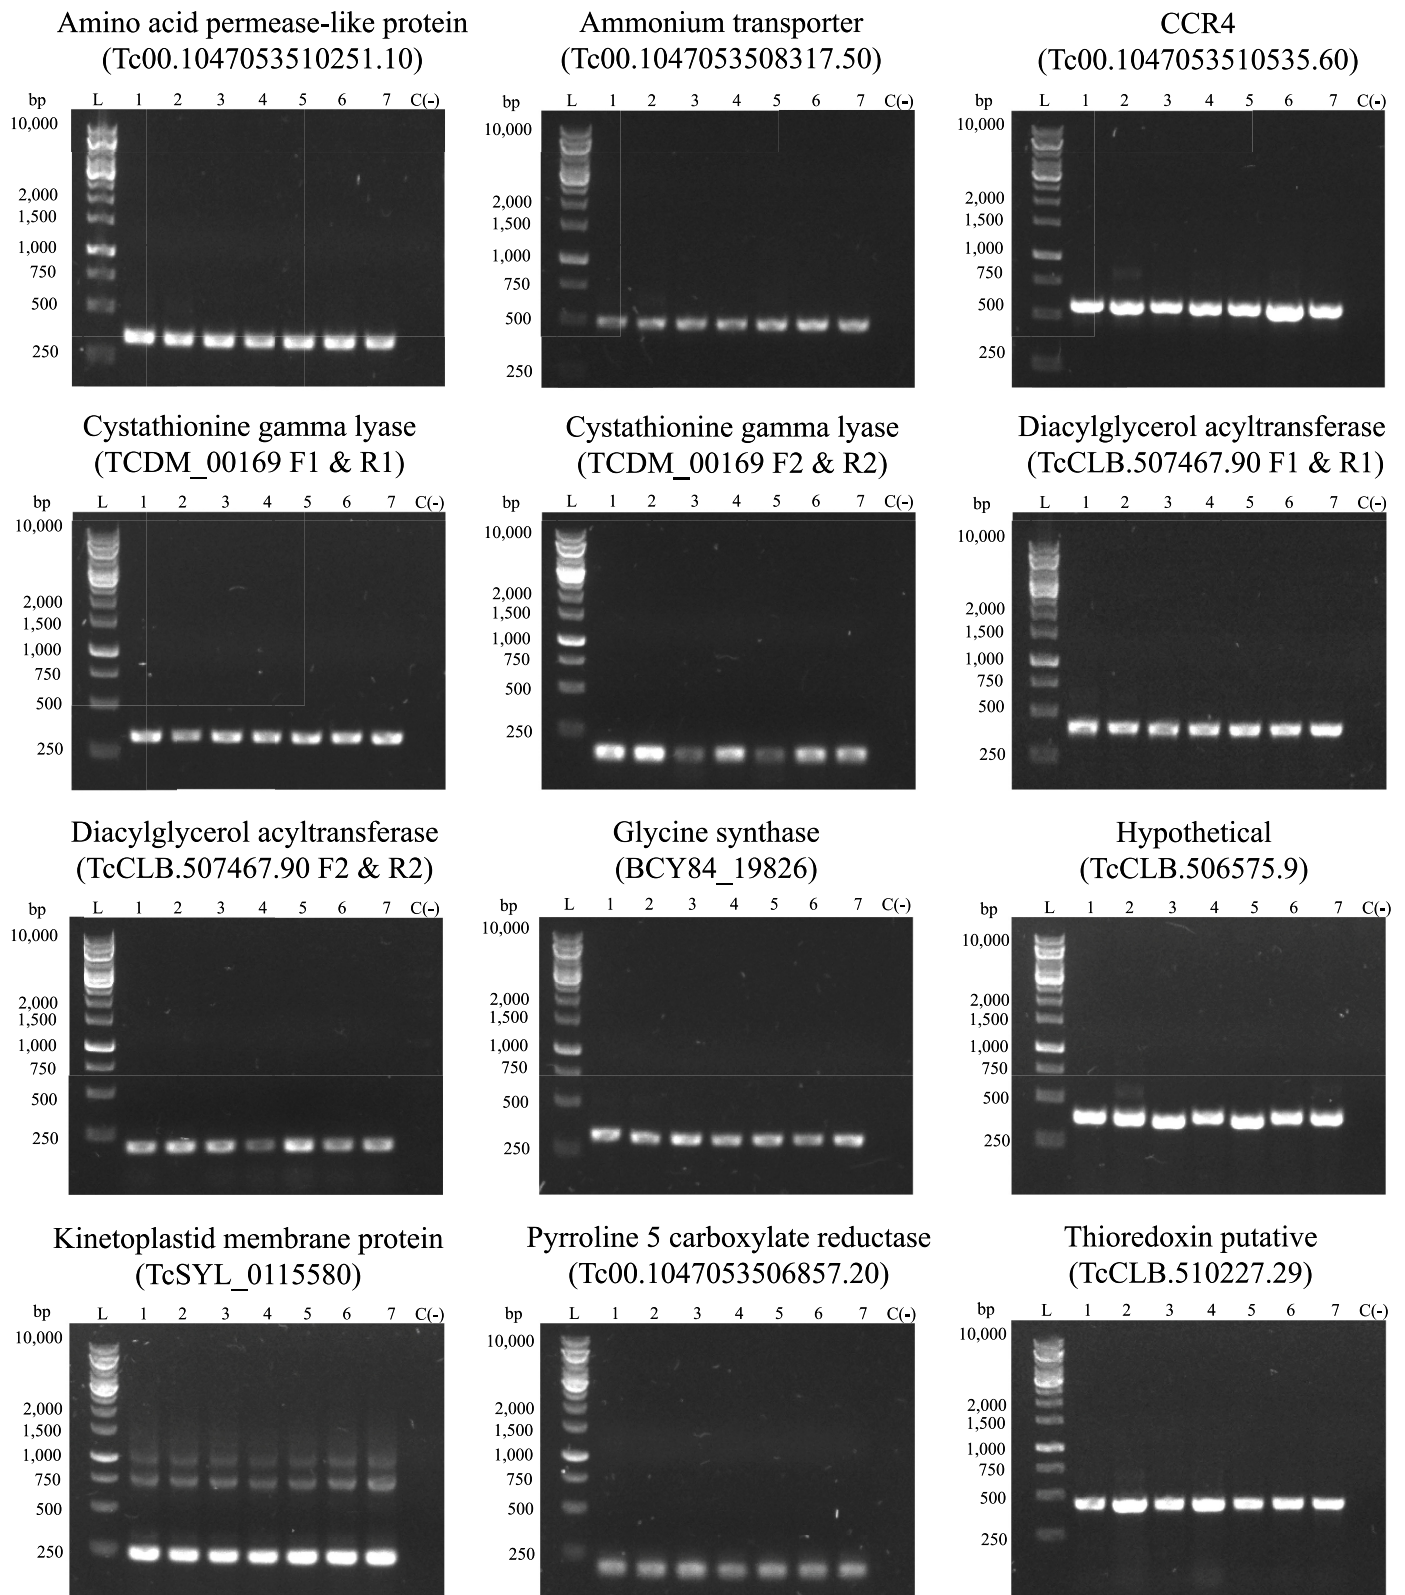 Amino acid permease-like protein
(Tc00.1047053510251.10)
bp L 1 2 3 4 5 6 7 C(-)
10,000
2,000
1,500
1,000
750
500
250
Ammonium transporter
(Tc00.1047053508317.50)
bp L 1 2 3 4 5 6 7 C(-)
10,000
2,000
1,500
1,000
750
500
250
CCR4
(Tc00.1047053510535.60)
bp L 1 2 3 4 5 6 7 C(-)
10,000
2,000
1,500
1,000
750
500
250
Cystathionine gamma lyase
(TCDM_00169 F1 & R1)
bp L 1 2 3 4 5 6 7 C(-)
10,000
2,000
1,500
1,000
750
500
250
Cystathionine gamma lyase
(TCDM_00169 F2 & R2)
bp L 1 2 3 4 5 6 7 C(-)
10,000
2,000
1,500
1,000
750
500
250
Diacylglycerol acyltransferase
(TcCLB.507467.90 F1 & R1)
bp L 1 2 3 4 5 6 7 C(-)
10,000
2,000
1,500
1,000
750
500
250
Diacylglycerol acyltransferase
(TcCLB.507467.90 F2 & R2)
bp L 1 2 3 4 5 6 7 C(-)
10,000
2,000
1,500
1,000
750
500
250
Glycine synthase
(BCY84_19826)
bp L 1 2 3 4 5 6 7 C(-)
10,000
2,000
1,500
1,000
750
500
250
Hypothetical
(TcCLB.506575.9)
bp L 1 2 3 4 5 6 7 C(-)
10,000
2,000
1,500
1,000
750
500
250
Kinetoplastid membrane protein
(TcSYL_0115580)
bp L 1 2 3 4 5 6 7 C(-)
10,000
2,000
1,500
1,000
750
500
250
Pyrroline 5 carboxylate reductase
(Tc00.1047053506857.20)
bp L 1 2 3 4 5 6 7 C(-)
10,000
2,000
1,500
1,000
750
500
250
Thioredoxin putative
(TcCLB.510227.29)
bp L 1 2 3 4 5 6 7 C(-)
10,000
2,000
1,500
1,000
750
500
250